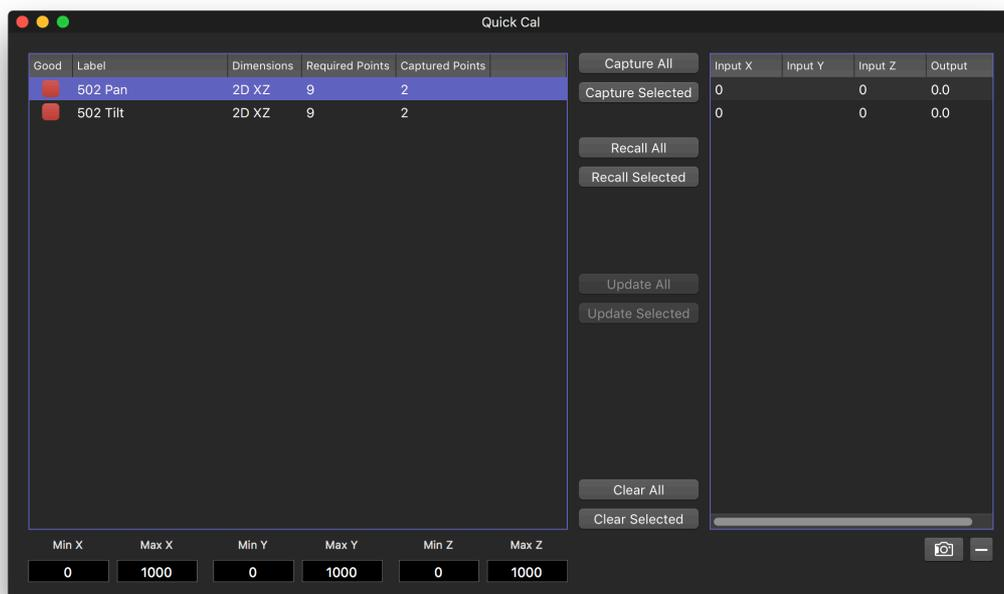 Quick Cal
Good Label Dimensions Required Points Captured Points
502 Pan 2D XZ 9 2
502 Tilt 2D XZ 9 2
Capture All
Capture Selected
Recall All
Recall Selected
Update All
Update Selected
Clear All
Clear Selected
Input X Input Y Input Z Output
0 0 0.0
0 0 0.0
Min X Max X Min Y Max Y Min Z Max Z
0 1000 0 1000 0 1000